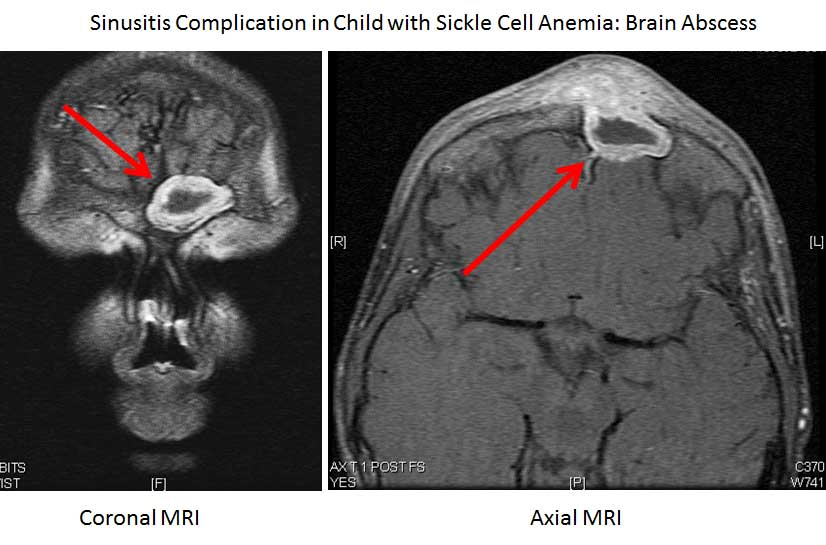 Sinusitis Complication in Child with Sickle Cell Anemia: Brain Abscess
[R]
[L]
BITS
IST
[F]
AX T 1 POST FS
YES
[P]
C370
W741
Coronal MRI
Axial MRI